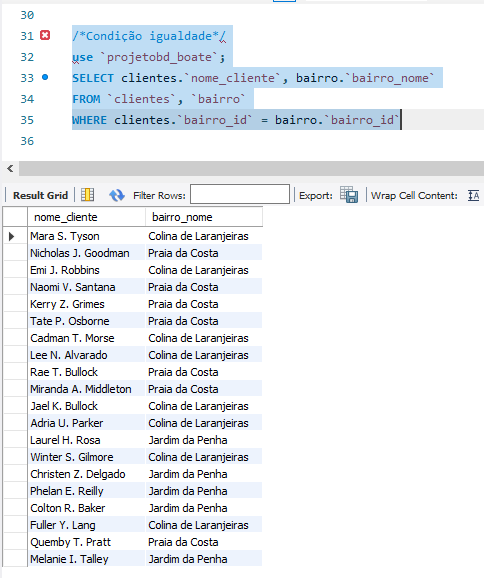 30
31 /*Condição igualdade*/
32 use `projetobd_boate`;
33 SELECT clientes.`nome_cliente`, bairro.`bairro_nome`
34 FROM `clientes`, `bairro`
35 WHERE clientes.`bairro_id` = bairro.`bairro_id`
36
Result Grid Filter Rows: Export: Wrap Cell Content: IA
nome_cliente bairro_nome
Mara S. Tyson Colina de Laranjeiras
Nicholas J. Goodman Praia da Costa
Emi J. Robbins Colina de Laranjeiras
Naomi V. Santana Praia da Costa
Kerry Z. Grimes Praia da Costa
Tate P. Osborne Praia da Costa
Cadman T. Morse Colina de Laranjeiras
Lee N. Alvarado Colina de Laranjeiras
Rae T. Bullock Praia da Costa
Miranda A. Middleton Praia da Costa
Jael K. Bullock Colina de Laranjeiras
Adria U. Parker Colina de Laranjeiras
Laurel H. Rosa Jardim da Penha
Winter S. Gilmore Colina de Laranjeiras
Christen Z. Delgado Jardim da Penha
Phelan E. Reilly Jardim da Penha
Colton R. Baker Jardim da Penha
Fuller Y. Lang Colina de Laranjeiras
Quemby T. Pratt Praia da Costa
Melanie I. Talley Jardim da Penha